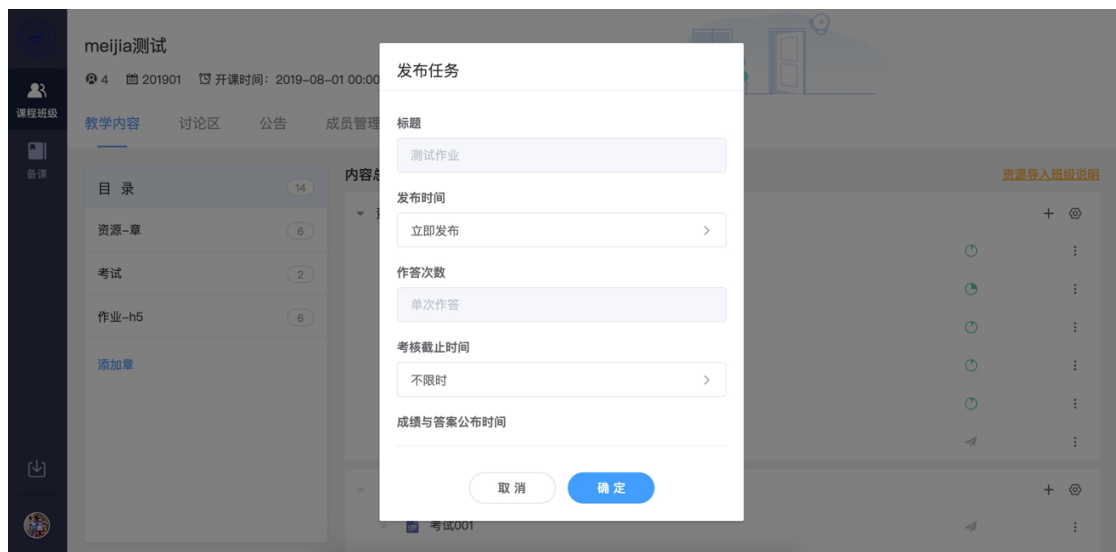 meijia测试
4 201901 开课时间：2019-08-01 00:00
课程班级
备课
教学内容 讨论区 公告 成员管理
目 录 14
资源-章 6
考试 2
作业-h5 6
添加章
资源导入班级说明
发布任务
标题
测试作业
发布时间
立即发布
作答次数
单次作答
考核截止时间
不限时
成绩与答案公布时间
取 消 确 定
考试001